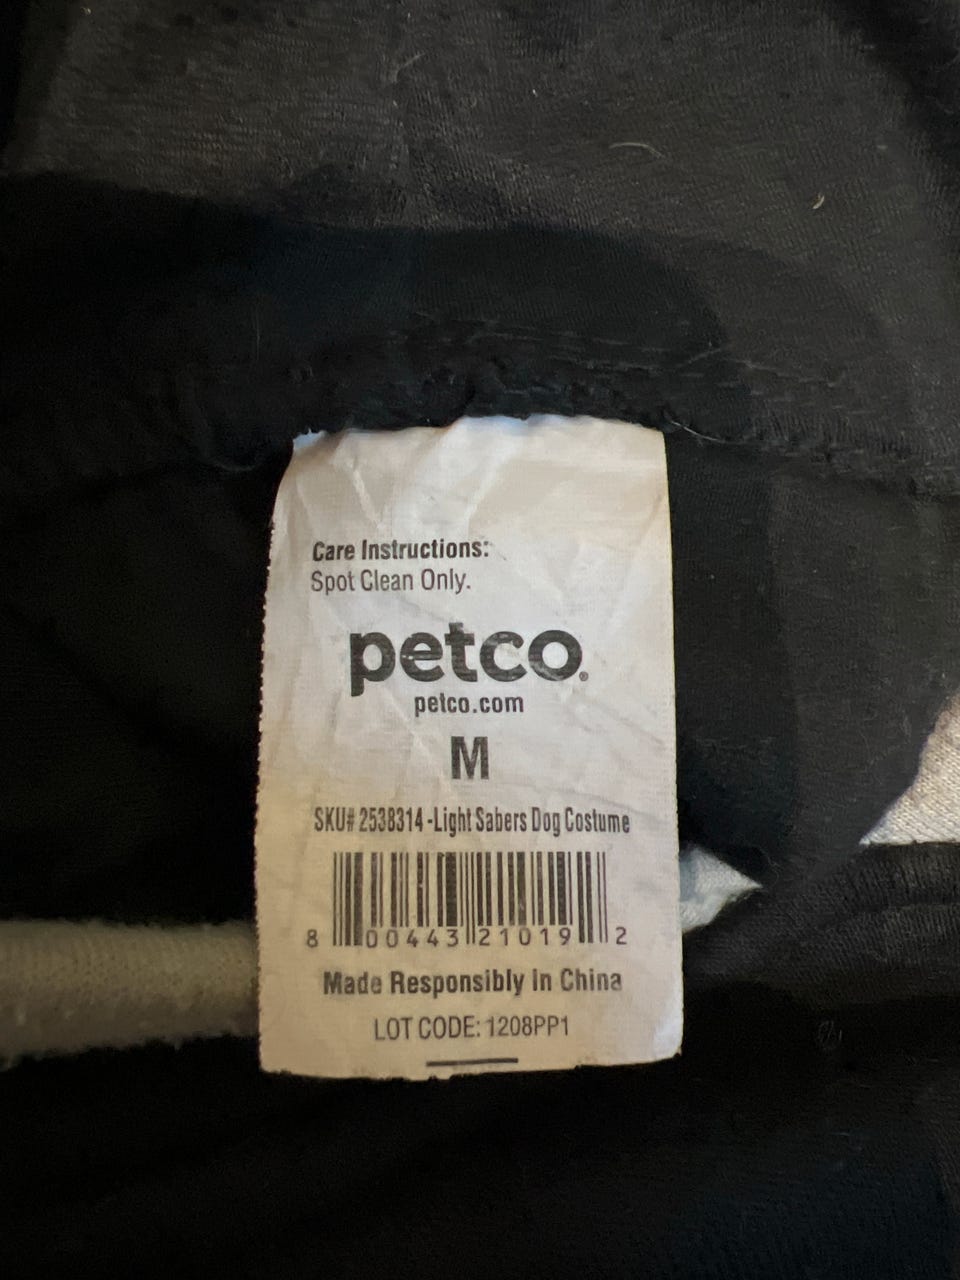 Care Instructions:
Spot Clean Only.
petco®
petco.com
M
SKU# 2538314 -Light Sabers Dog Costume
8 00443 21019 2
Made Responsibly In China
LOT CODE: 1208PP1